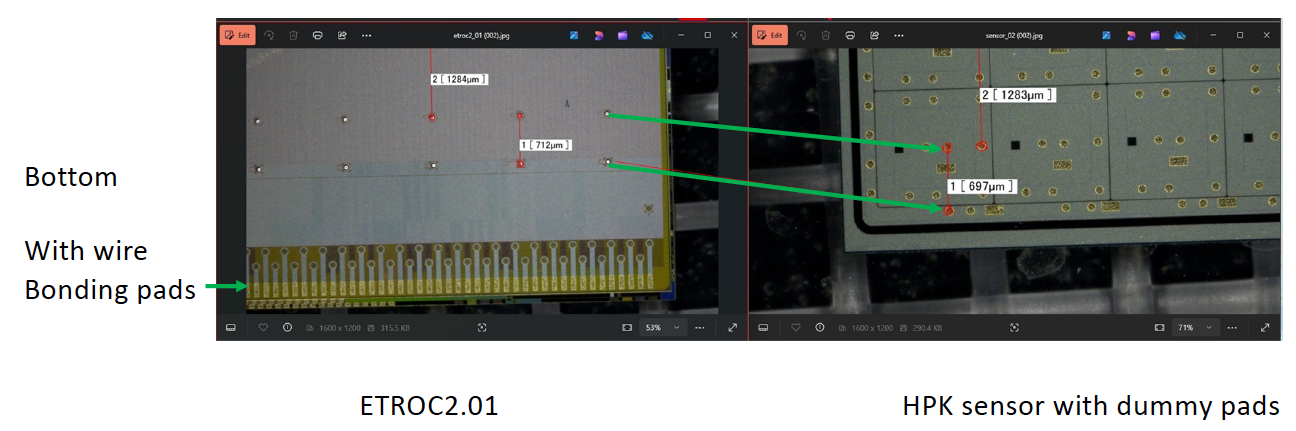 Edit
etroc2_01 (002).jpg
Edit
sensor_02 (002).jpg
2 [ 1284μm ]
2 [ 1283μm ]
1 [ 712μm ]
Bottom
1 [ 697μm ]
With wire
Bonding pads
1600 x 1200
315.5 KB
53%
1600 x 1200
290.4 KB
71%
ETROC2.01
HPK sensor with dummy pads